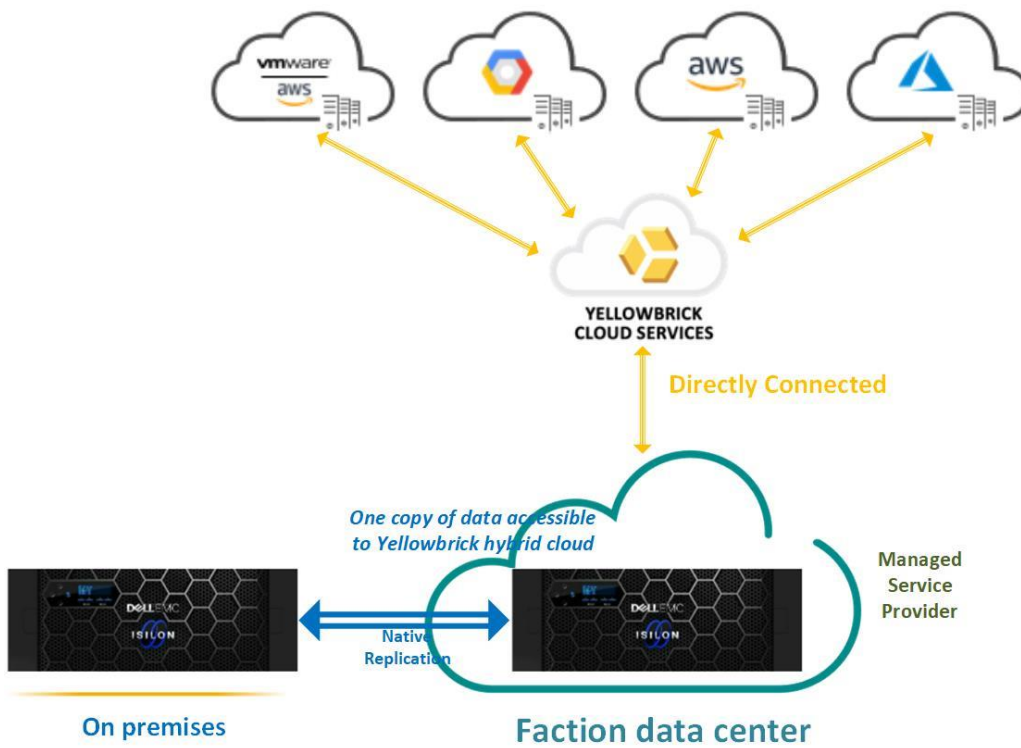 vmware
aws
aws
YELLOWBRICK
CLOUD SERVICES
Directly Connected
One copy of data accessible
to Yellowbrick hybrid cloud
Managed
Service
Provider
DELLEMC
ISILON
Native
Replication
DELLEMC
ISILON
On premises
Faction data center